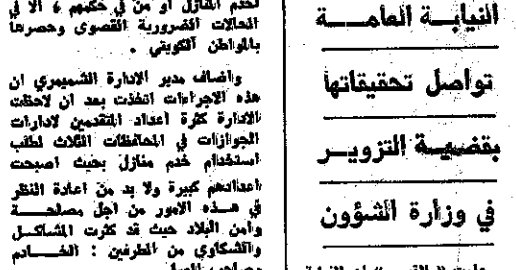 النيابة العامة
تواصل تحقيقاتها
بقضية التزوير
في وزارة الشؤون
لخدم المنازل أو من في حكمهم ، الا في
الحالات الضرورية القصوى وحصرها
بالمواطن الكويتي .
واضاف مدير الادارة الشميمري ان
هذه الاجراءات اتخذت بعد ان لاحظت
الادارة كثرة اعداد المتقدمين لادارات
الجوازات في المحافظات الثلاث لطلب
استخدام خدم منازل بحيث اصبحت
اعدادهم كبيرة ولا بد من اعادة النظر
في هذه الامور من اجل مصلحة
وأمن البلاد حيث قد كثرت المشاكل
والشكاوي من الطرفين : الخادم